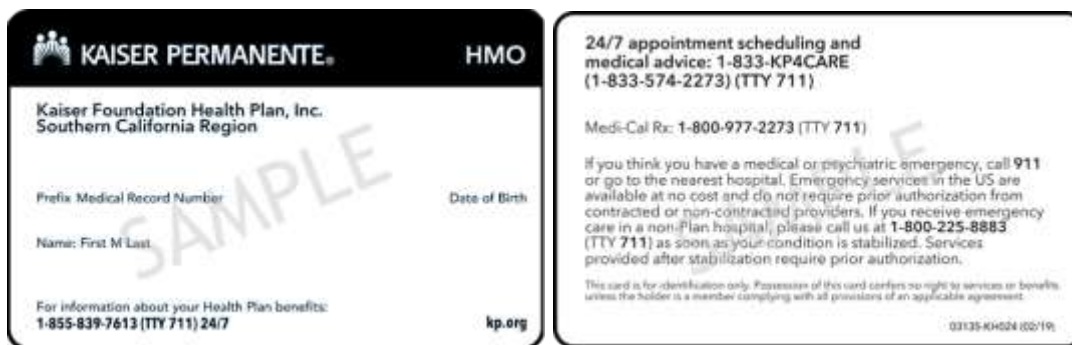 KAISER PERMANENTE®
HMO
Kaiser Foundation Health Plan, Inc.
Southern California Region
SAMPLE
Prefix Medical Record Number
Date of Birth
Name: First M Last
For information about your Health Plan benefits:
1-855-839-7613 (TTY 711) 24/7
kp.org
24/7 appointment scheduling and
medical advice: 1-833-KP4CARE
(1-833-574-2273) (TTY 711)
Medi-Cal Rx: 1-800-977-2273 (TTY 711)
SAMPLE
If you think you have a medical or psychiatric emergency, call 911
or go to the nearest hospital. Emergency services in the US are
available at no cost and do not require prior authorization from
contracted or non-contracted providers. If you receive emergency
care in a non-Plan hospital, please call us at 1-800-225-8883
(TTY 711) as soon as your condition is stabilized. Services
provided after stabilization require prior authorization.
This card is for identification only. Possession of this card confers no right to services or benefits
unless the holder is a member complying with all provisions of an applicable agreement.
03135-KH024 (02/19)